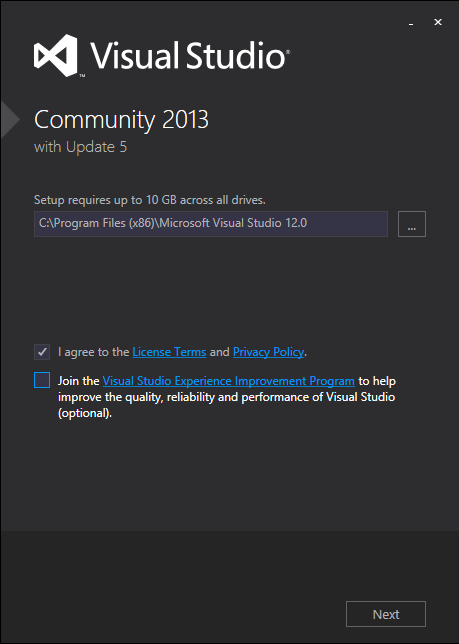 Visual Studio®
™
Community 2013
with Update 5
Setup requires up to 10 GB across all drives.
C:\Program Files (x86)\Microsoft Visual Studio 12.0
...
I agree to the License Terms and Privacy Policy.
Join the Visual Studio Experience Improvement Program to help
improve the quality, reliability and performance of Visual Studio
(optional).
Next